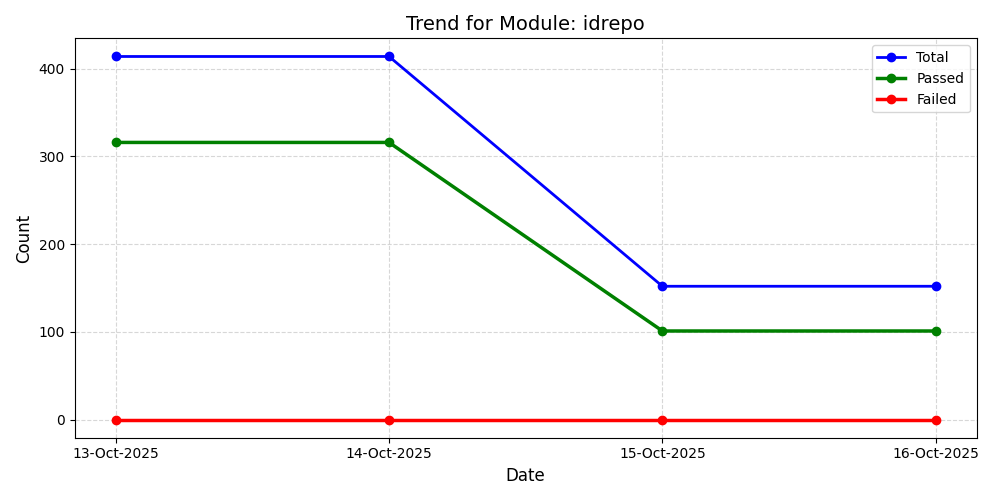 Trend for Module: idrepo
Total
Passed
Failed
Count
400
300
200
100
0
13-Oct-2025
14-Oct-2025
15-Oct-2025
16-Oct-2025
Date